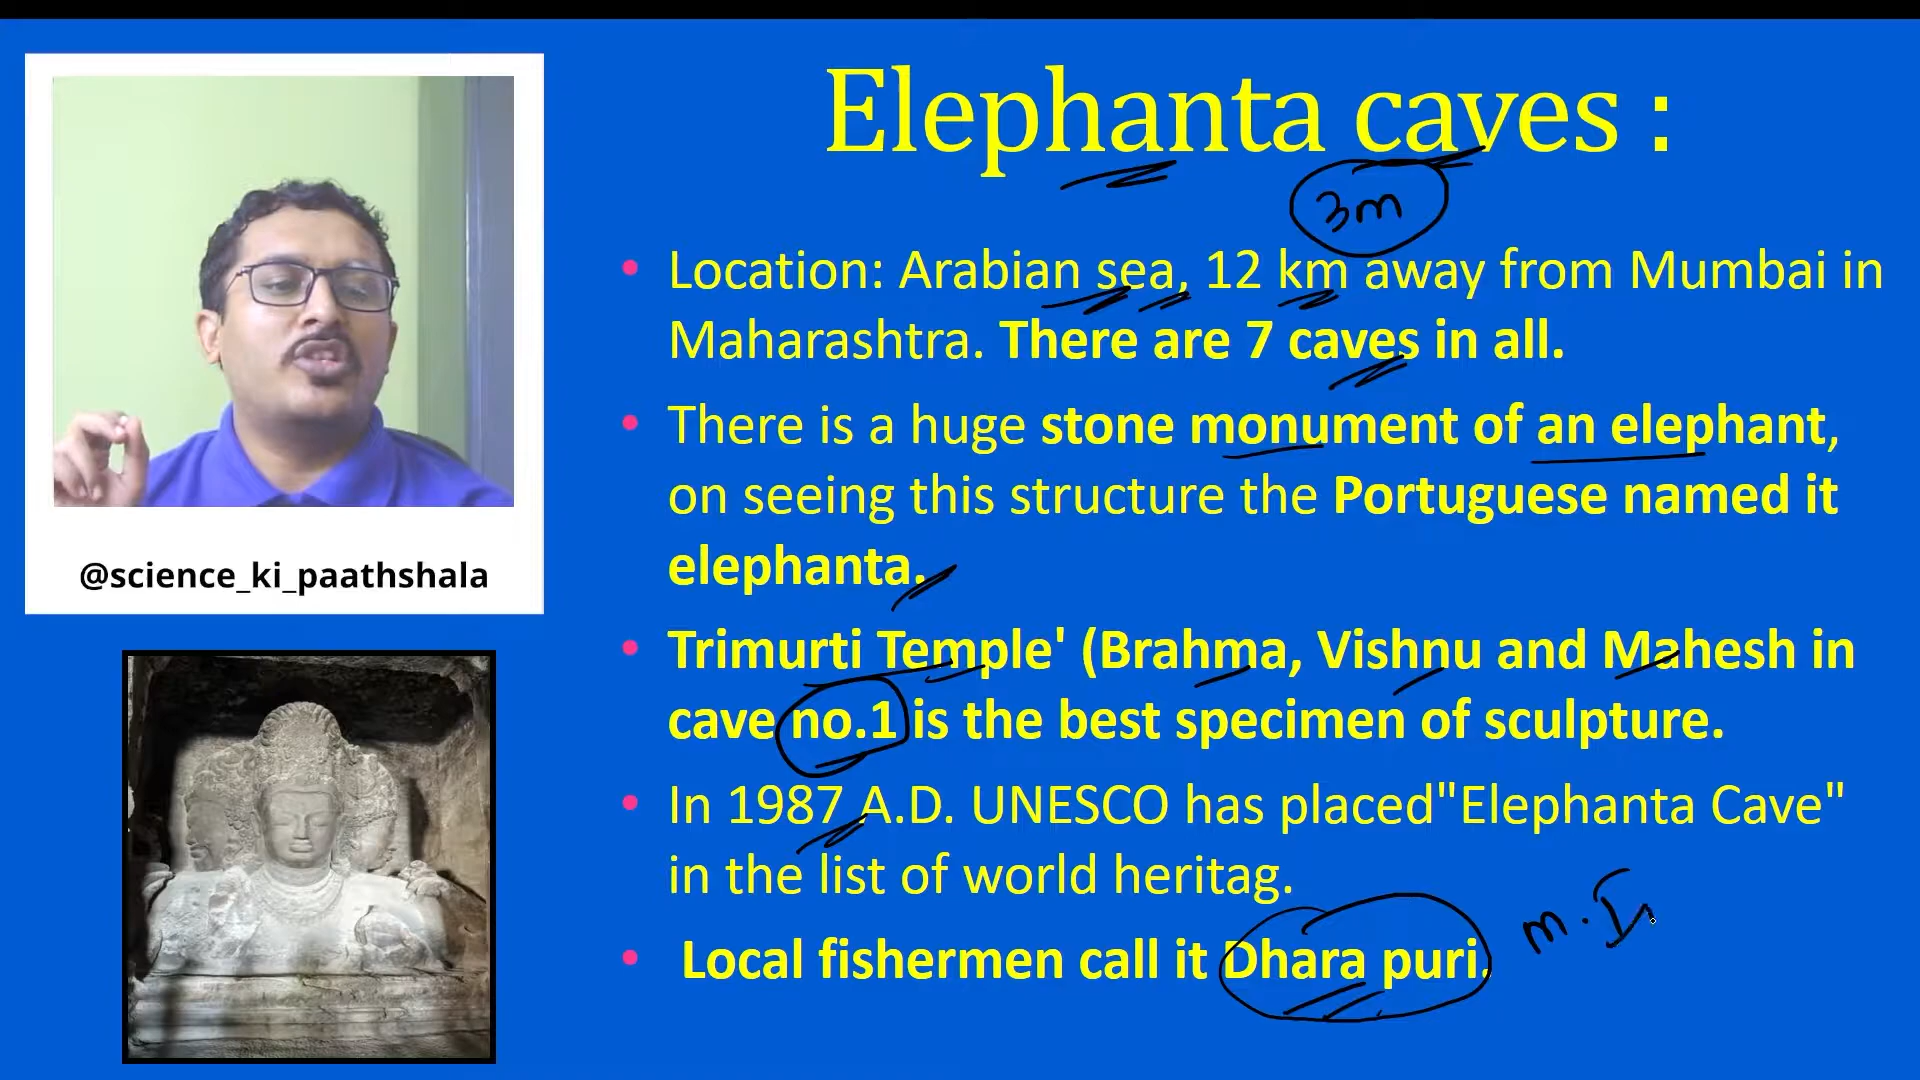 Elephanta caves :
3m
• Location: Arabian sea, 12 km away from Mumbai in
Maharashtra. There are 7 caves in all.
• There is a huge stone monument of an elephant,
on seeing this structure the Portuguese named it
elephanta.
• Trimurti Temple' (Brahma, Vishnu and Mahesh in
cave no.1 is the best specimen of sculpture.
• In 1987 A.D. UNESCO has placed"Elephanta Cave"
in the list of world heritag.
• Local fishermen call it Dhara puri.
@science_ki_paathshala